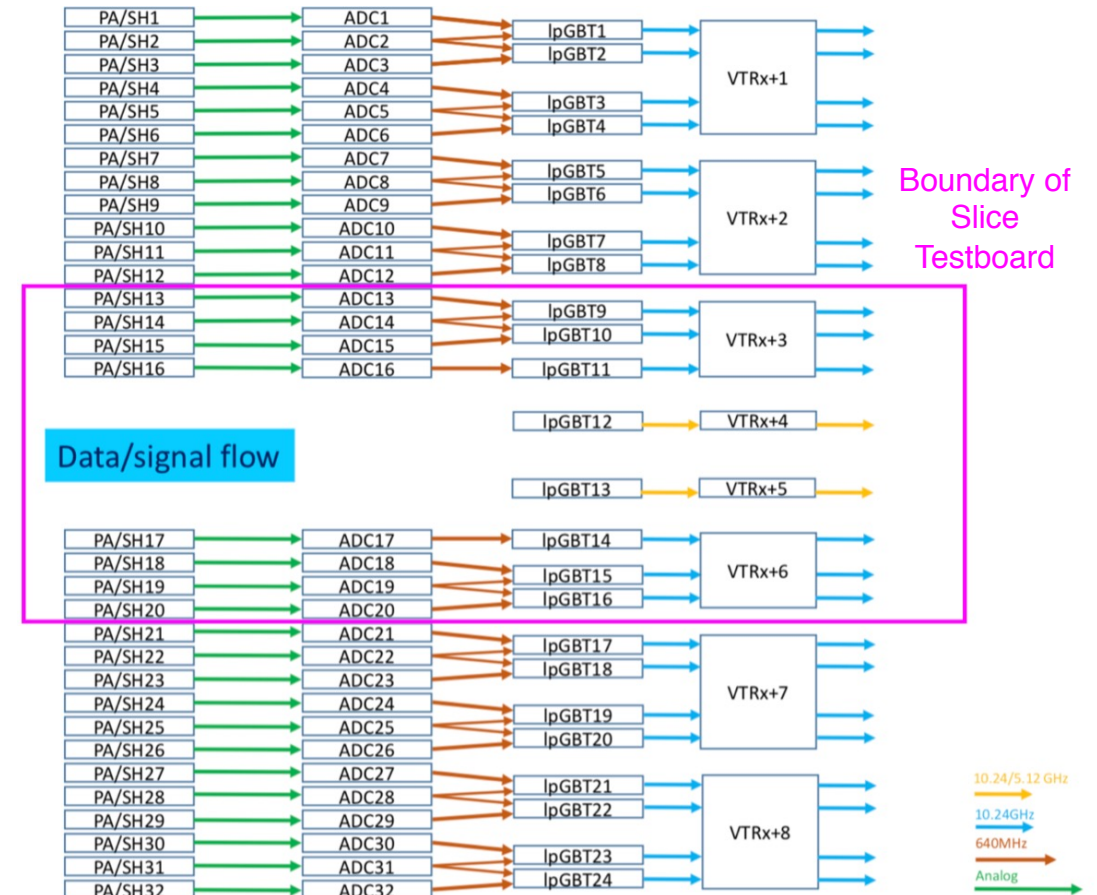 PA/SH1 ADC1
PA/SH2 ADC2 lpGBT1
PA/SH3 ADC3 lpGBT2
VTRx+1
PA/SH4 ADC4
PA/SH5 ADC5 lpGBT3
PA/SH6 ADC6 lpGBT4
PA/SH7 ADC7
PA/SH8 ADC8 lpGBT5
PA/SH9 ADC9 lpGBT6
VTRx+2
PA/SH10 ADC10
PA/SH11 ADC11 lpGBT7
PA/SH12 ADC12 lpGBT8
Boundary of
Slice
Testboard
PA/SH13 ADC13
PA/SH14 ADC14 lpGBT9
PA/SH15 ADC15 lpGBT10
VTRx+3
PA/SH16 ADC16 lpGBT11
lpGBT12 VTRx+4
Data/signal flow
lpGBT13 VTRx+5
PA/SH17 ADC17 lpGBT14
PA/SH18 ADC18
VTRx+6
PA/SH19 ADC19 lpGBT15
PA/SH20 ADC20 lpGBT16
PA/SH21 ADC21
PA/SH22 ADC22 lpGBT17
PA/SH23 ADC23 lpGBT18
VTRx+7
PA/SH24 ADC24
PA/SH25 ADC25 lpGBT19
PA/SH26 ADC26 lpGBT20
PA/SH27 ADC27
PA/SH28 ADC28 lpGBT21
PA/SH29 ADC29 lpGBT22
VTRx+8
PA/SH30 ADC30
PA/SH31 ADC31 lpGBT23
PA/SH32 ADC32 lpGBT24
10.24/5.12 GHz
10.24GHz
640MHz
Analog